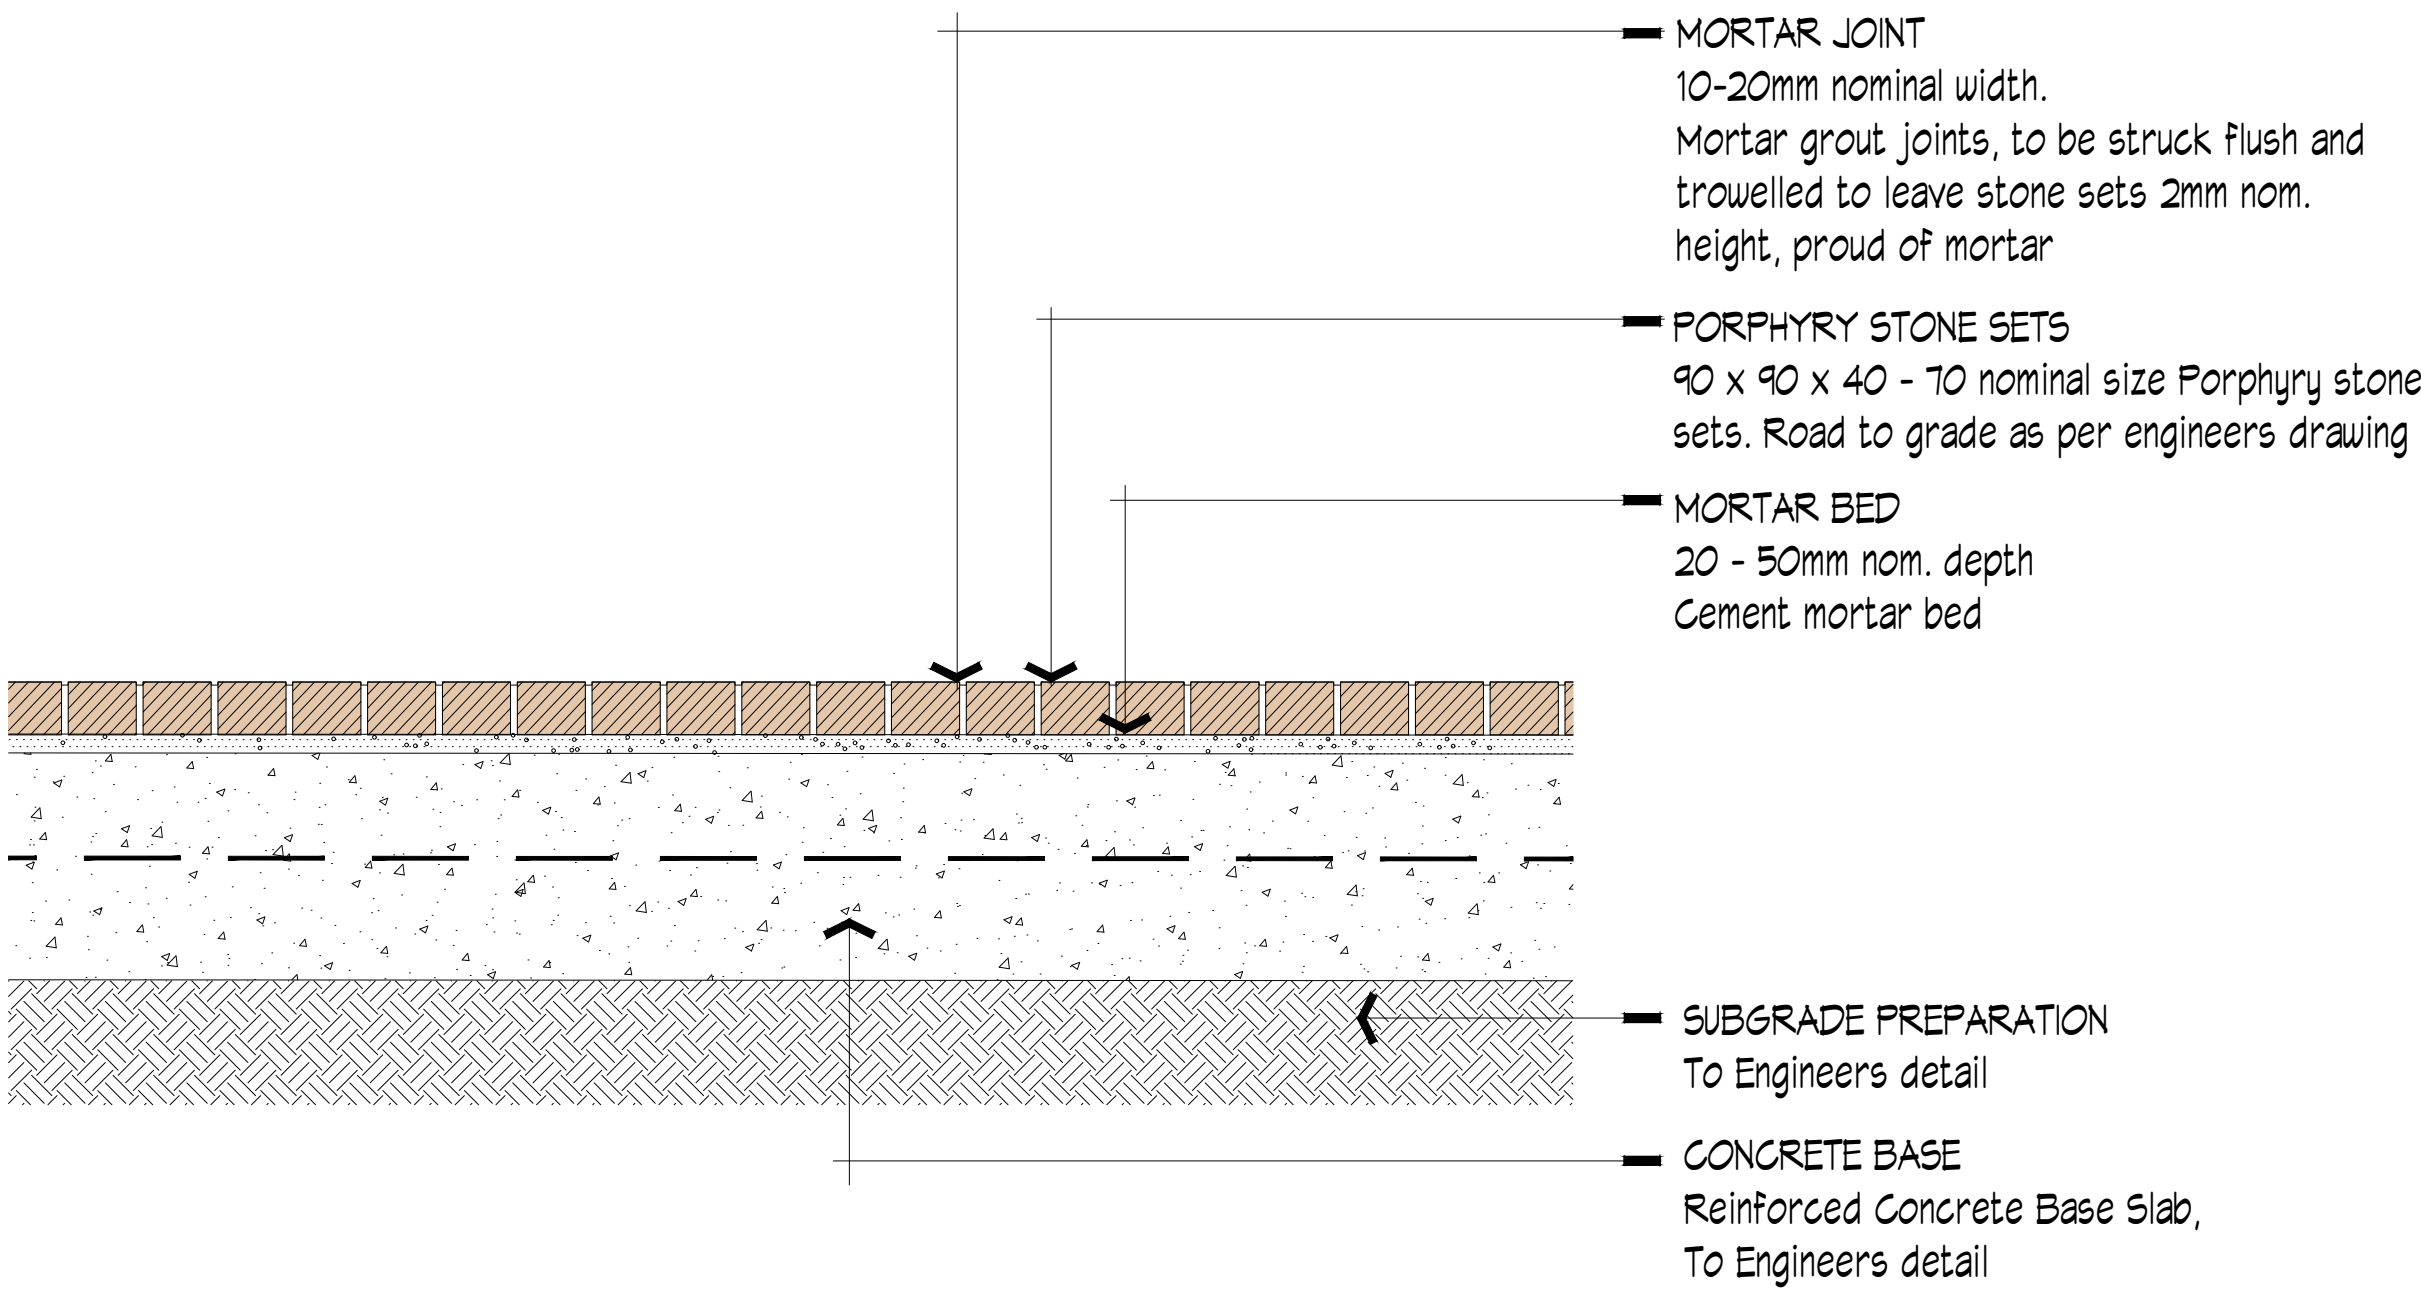 MORTAR JOINT
10-20mm nominal width.
Mortar grout joints, to be struck flush and
trowelled to leave stone sets 2mm nom.
height, proud of mortar
PORPHYRY STONE SETS
90 x 90 x 40 - 70 nominal size Porphyry stone
sets. Road to grade as per engineers drawing
MORTAR BED
20 - 50mm nom. depth
Cement mortar bed
SUBGRADE PREPARATION
To Engineers detail
CONCRETE BASE
Reinforced Concrete Base Slab,
To Engineers detail